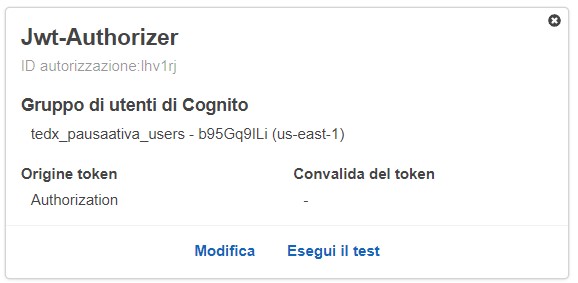 Jwt-Authorizer
ID autorizzazione:lhv1rj
Gruppo di utenti di Cognito
tedx_pausaativa_users - b95Gq9ILi (us-east-1)
Origine token
Convalida del token
Authorization
-
Modifica
Esegui il test